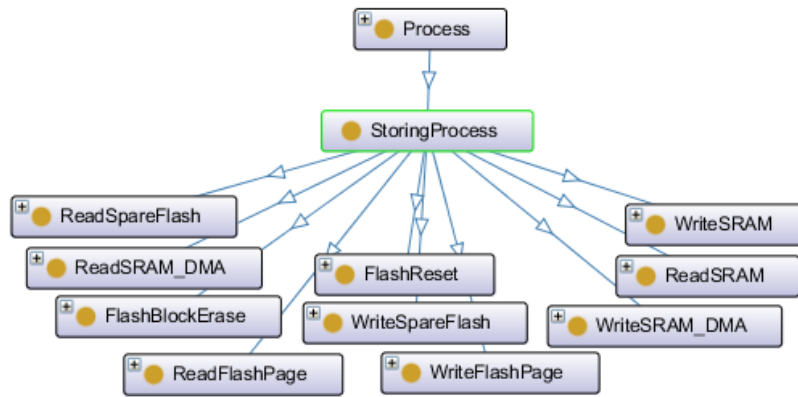 Process
StoringProcess
ReadSpareFlash
WriteSRAM
ReadSRAM_DMA
FlashReset
ReadSRAM
FlashBlockErase
WriteSpareFlash
WriteSRAM_DMA
ReadFlashPage
WriteFlashPage